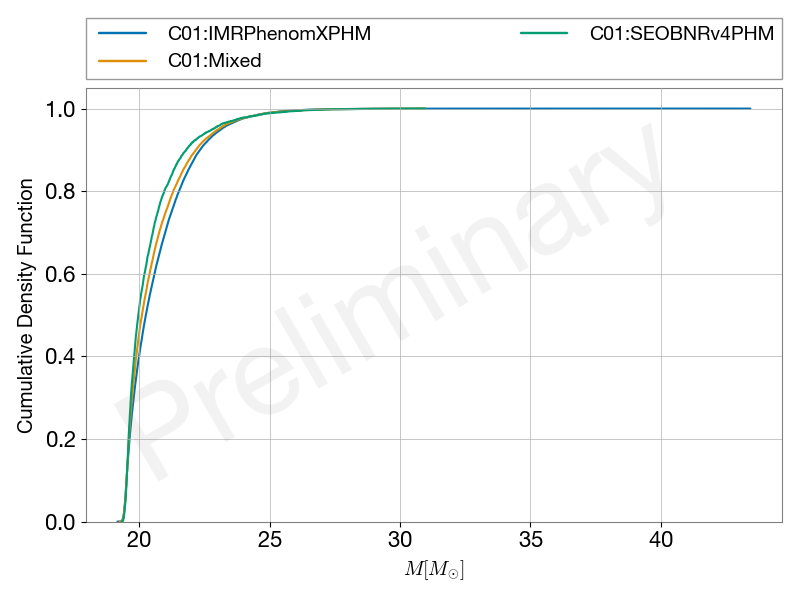 C01:IMRPhenomXPHM
C01:Mixed
C01:SEOBNRv4PHM
1.0
0.8
0.6
0.4
0.2
0.0
Cumulative Density Function
Preliminary
20 25 30 35 40
M[M⊙]